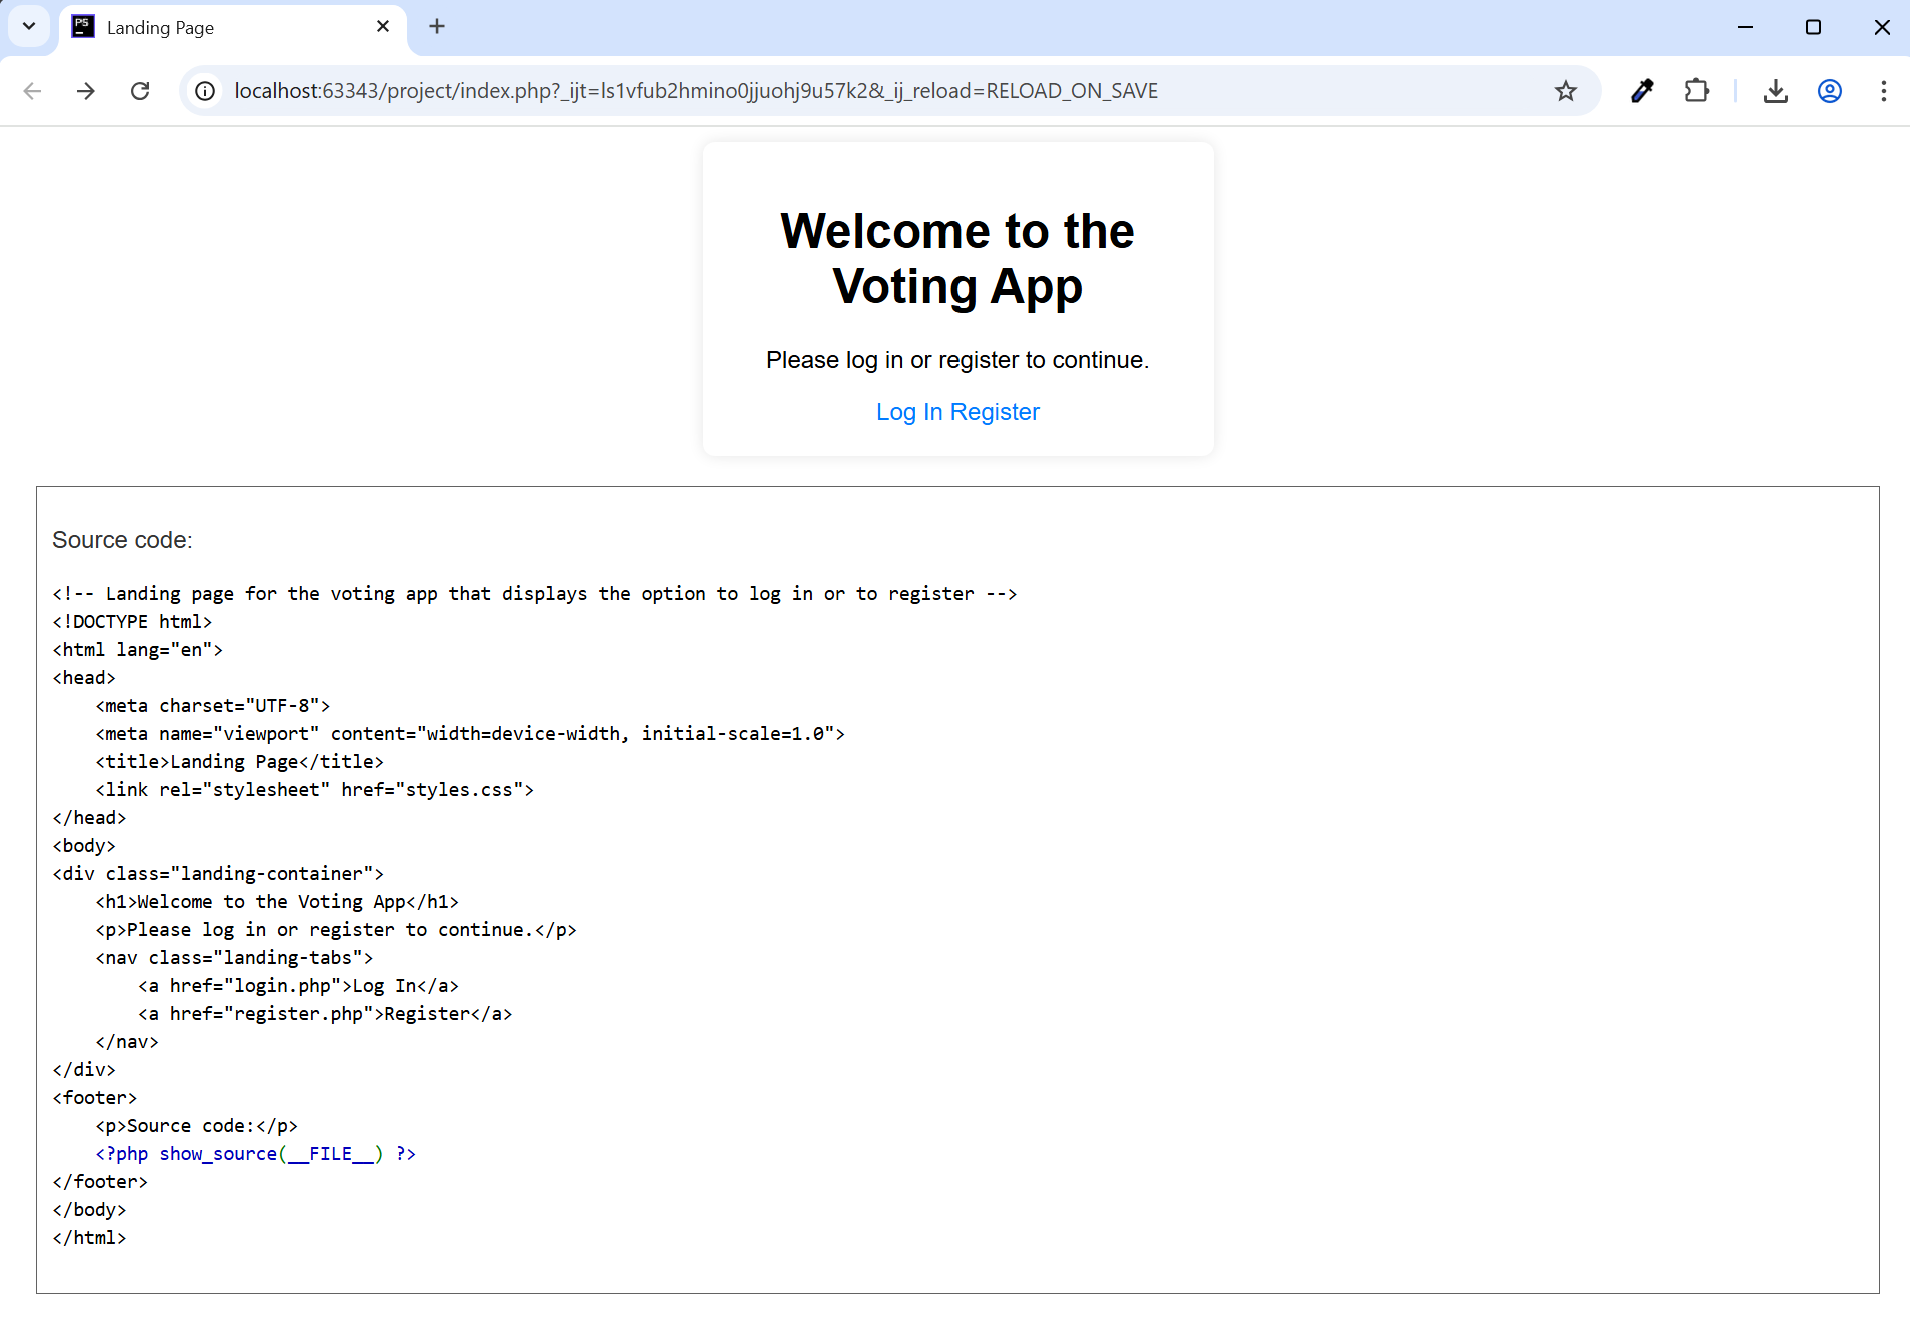 Landing Page
localhost:63343/project/index.php?_ijt=ls1vfub2hmino0jjuohj9u57k2&_ij_reload=RELOAD_ON_SAVE
Welcome to the
Voting App
Please log in or register to continue.
Log In Register
Source code:
<!-- Landing page for the voting app that displays the option to log in or to register -->
<!DOCTYPE html>
<html lang="en">
<head>
    <meta charset="UTF-8">
    <meta name="viewport" content="width=device-width, initial-scale=1.0">
    <title>Landing Page</title>
    <link rel="stylesheet" href="styles.css">
</head>
<body>
<div class="landing-container">
    <h1>Welcome to the Voting App</h1>
    <p>Please log in or register to continue.</p>
    <nav class="landing-tabs">
        <a href="login.php">Log In</a>
        <a href="register.php">Register</a>
    </nav>
</div>
<footer>
    <p>Source code:</p>
    <?php show_source(__FILE__) ?>
</footer>
</body>
</html>